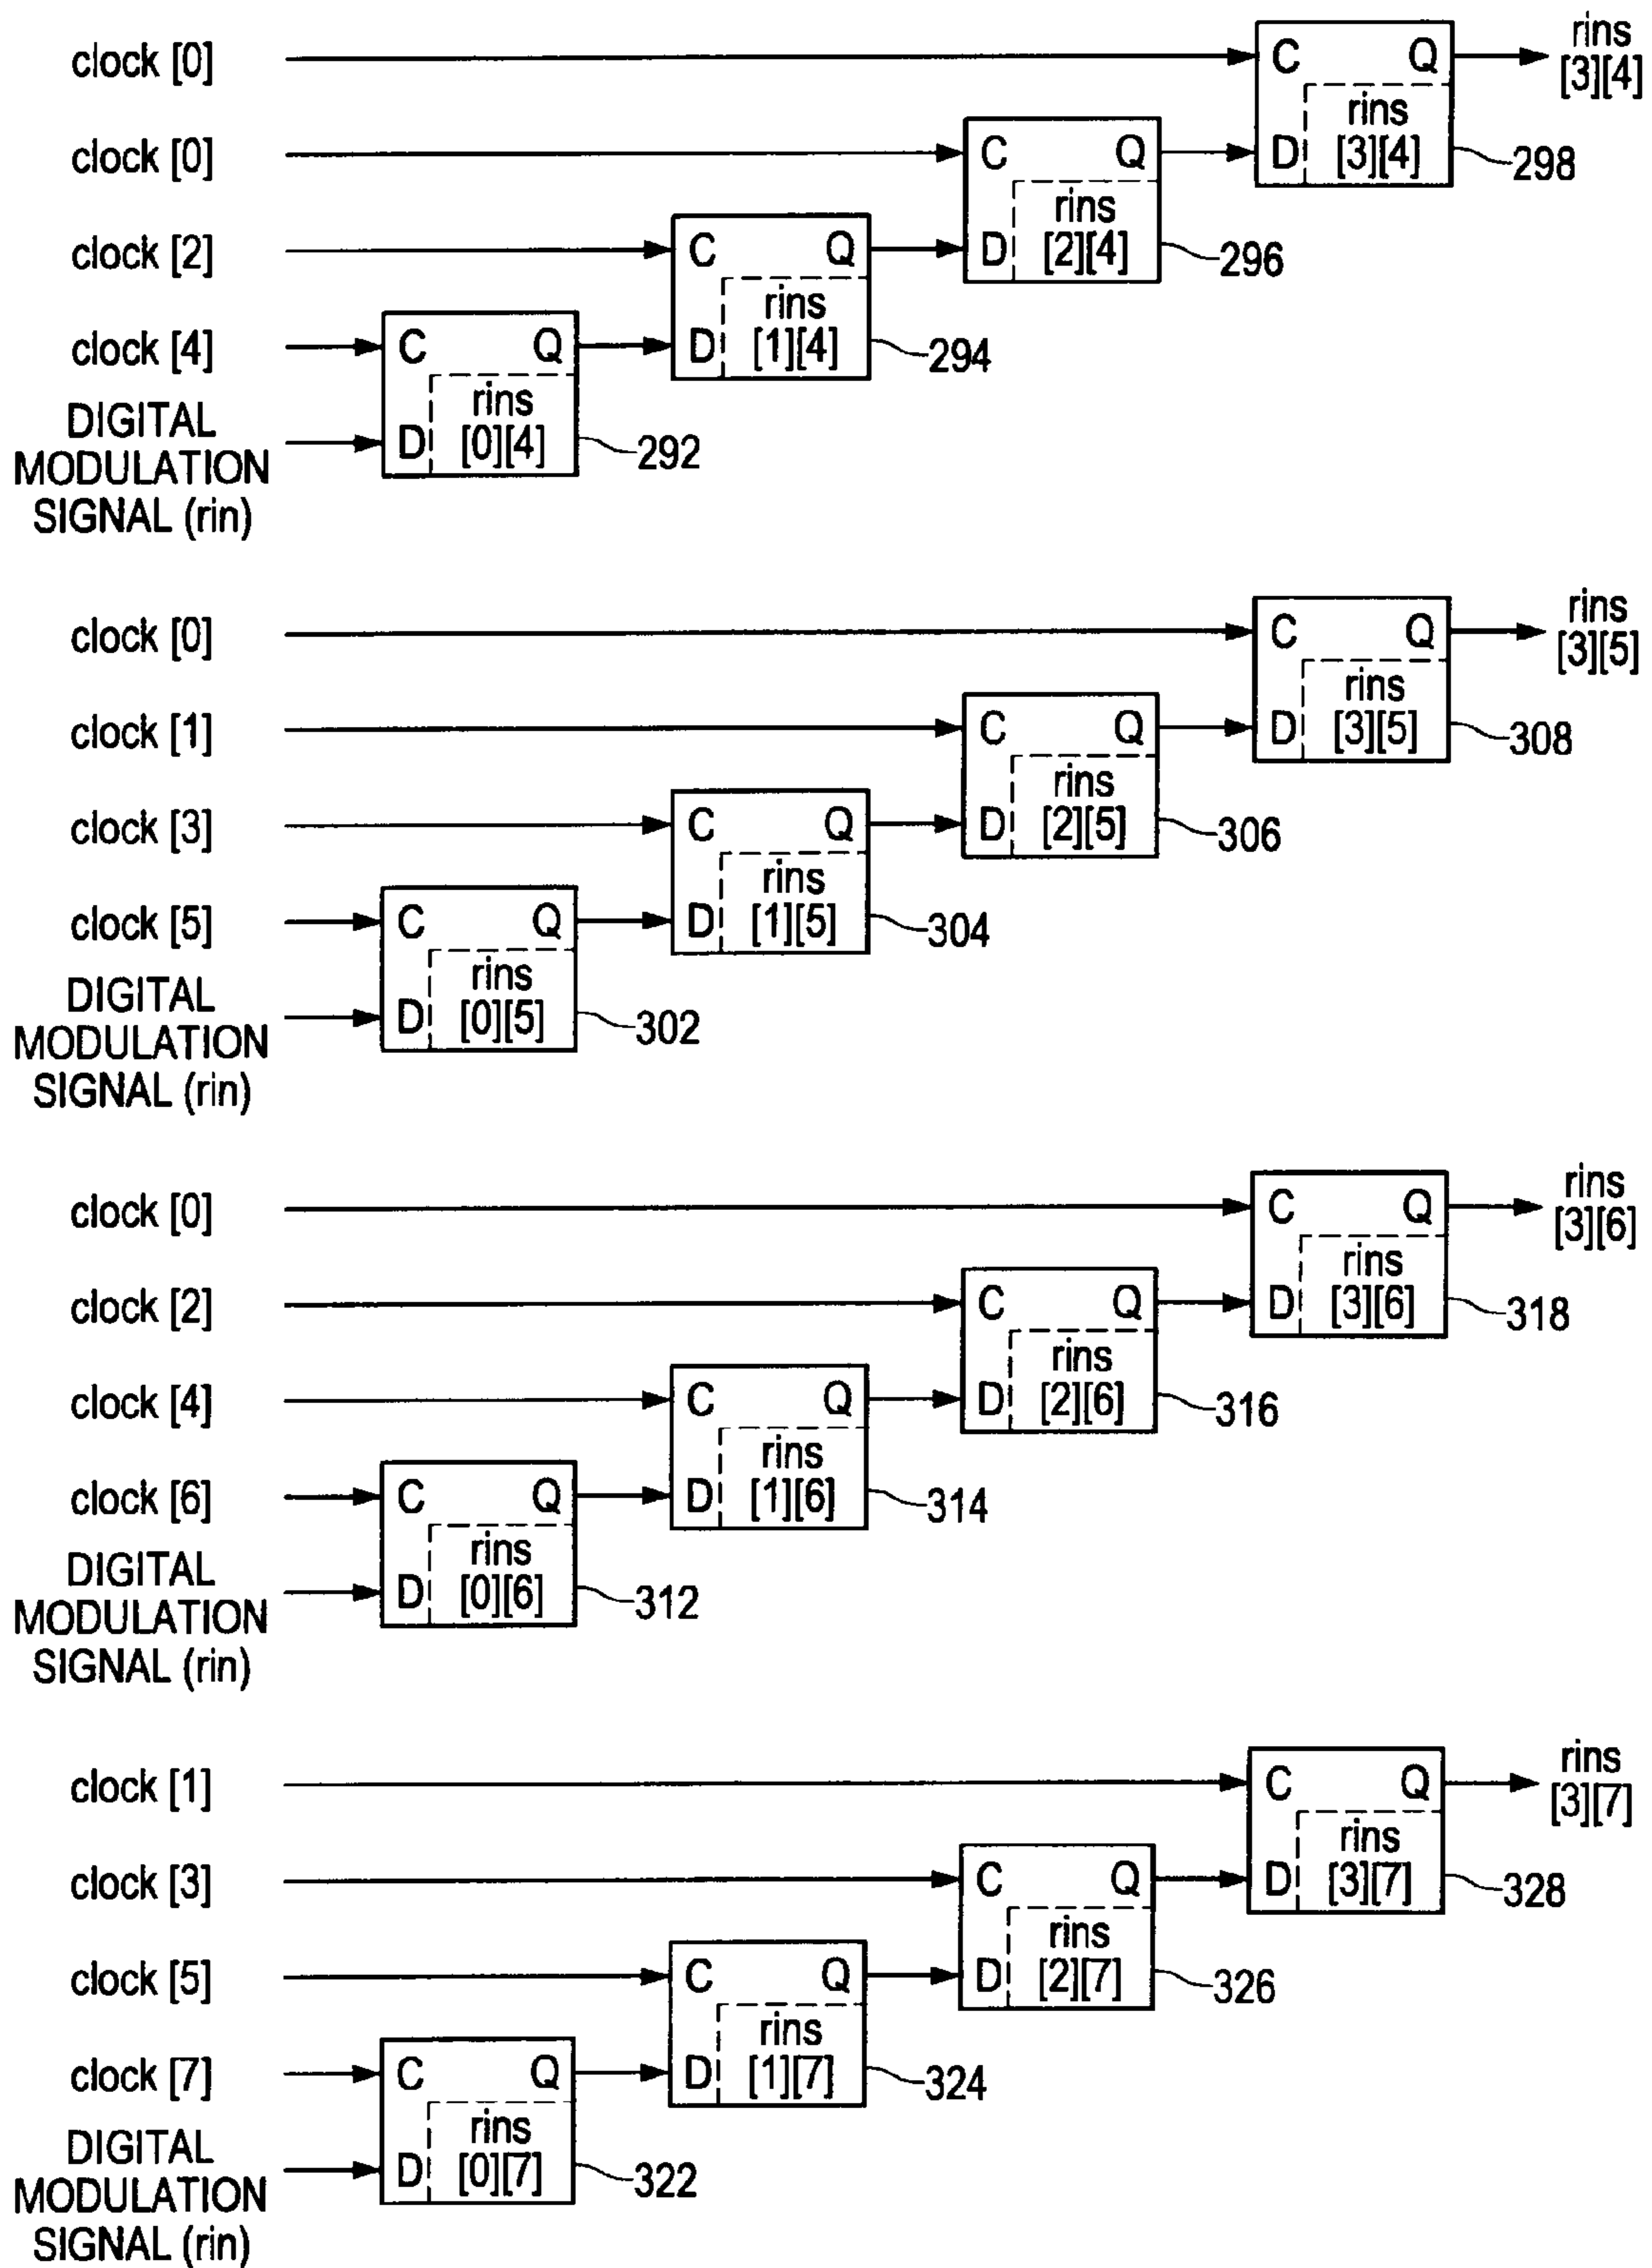 clock [0]
C Q
rins
[3][4]
D
rins
[3][4]
298
clock [0]
C Q
D
rins
[2][4]
296
clock [2]
C Q
D
rins
[1][4]
294
clock [4]
C Q
D
rins
[0][4]
292
DIGITAL
MODULATION
SIGNAL (rin)
clock [0]
C Q
rins
[3][5]
D
rins
[3][5]
308
clock [1]
C Q
D
rins
[2][5]
306
clock [3]
C Q
D
rins
[1][5]
304
clock [5]
C Q
D
rins
[0][5]
302
DIGITAL
MODULATION
SIGNAL (rin)
clock [0]
C Q
rins
[3][6]
D
rins
[3][6]
318
clock [2]
C Q
D
rins
[2][6]
316
clock [4]
C Q
D
rins
[1][6]
314
clock [6]
C Q
D
rins
[0][6]
312
DIGITAL
MODULATION
SIGNAL (rin)
clock [1]
C Q
rins
[3][7]
D
rins
[3][7]
328
clock [3]
C Q
D
rins
[2][7]
326
clock [5]
C Q
D
rins
[1][7]
324
clock [7]
C Q
D
rins
[0][7]
322
DIGITAL
MODULATION
SIGNAL (rin)